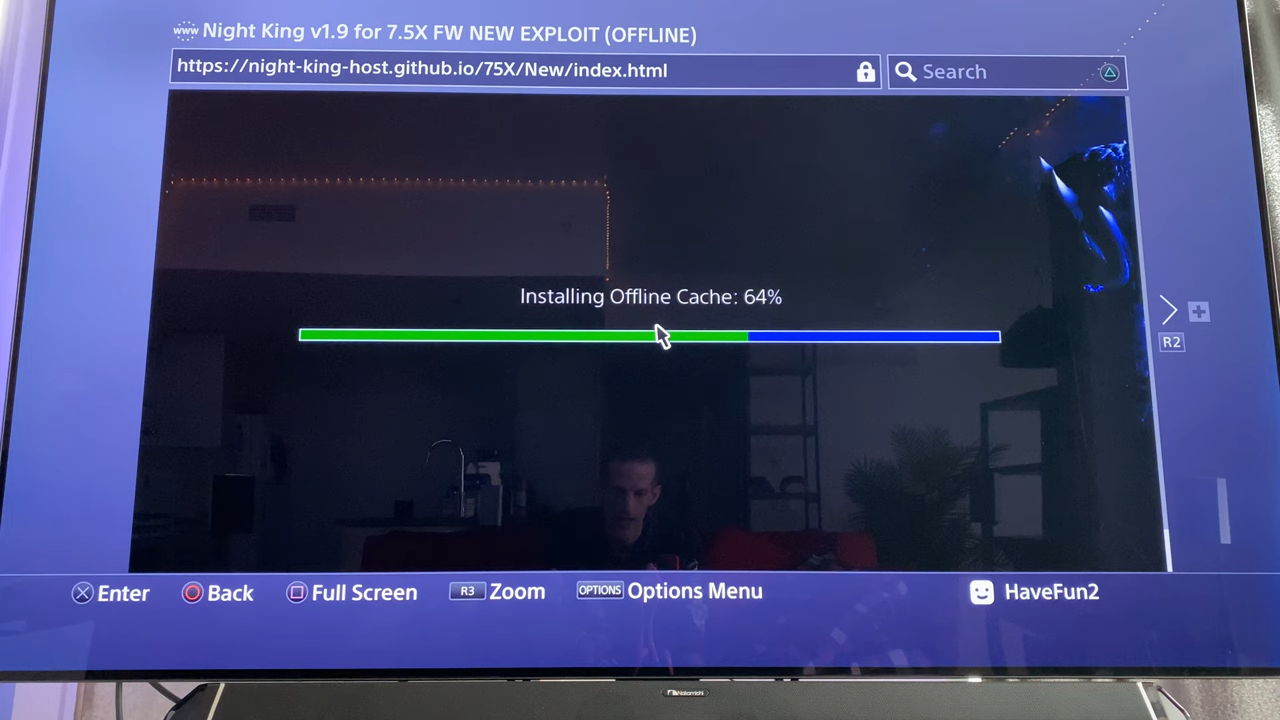 Night King v1.9 for 7.5X FW NEW EXPLOIT (OFFLINE)
https://night-king-host.github.io/75X/New/index.html
Search
Installing Offline Cache: 64%
R2
Enter
Back
Full Screen
R3 Zoom
OPTIONS Options Menu
HaveFun2
Nakamichi